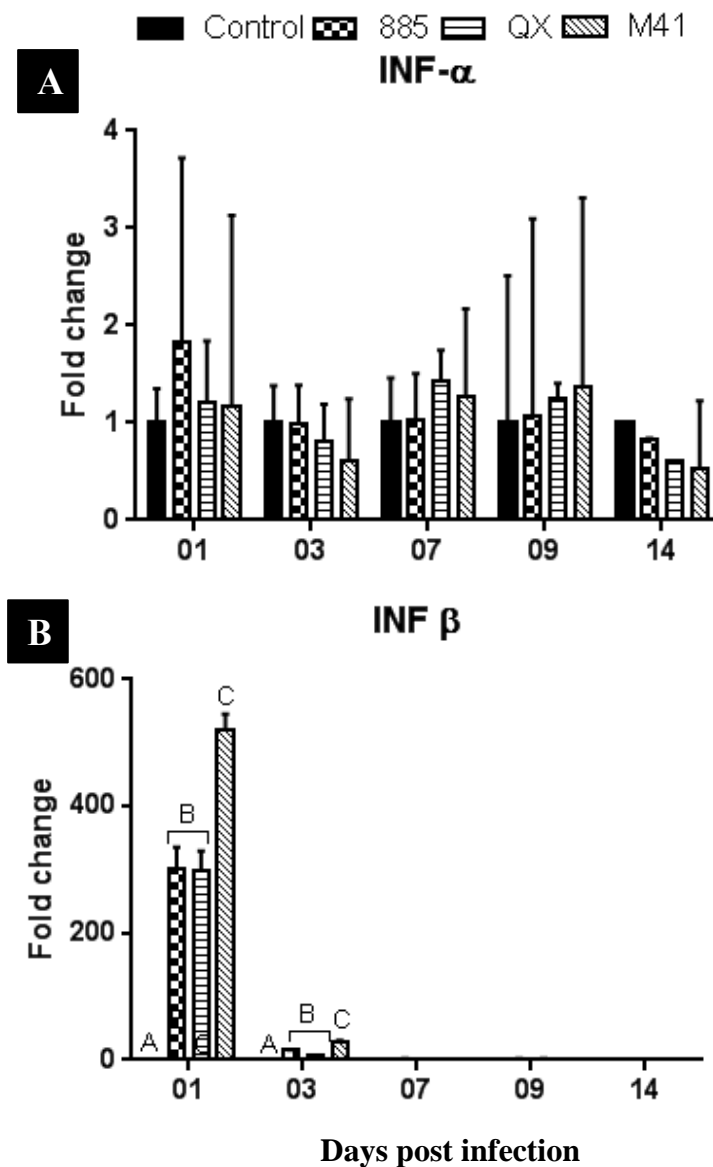 Control 885 QX M41
A
INF-α
Fold change
4
3
2
1
0
01 03 07 09 14
B
INF β
Fold change
600
400
200
0
C
B
A
B
C
A
01 03 07 09 14
Days post infection